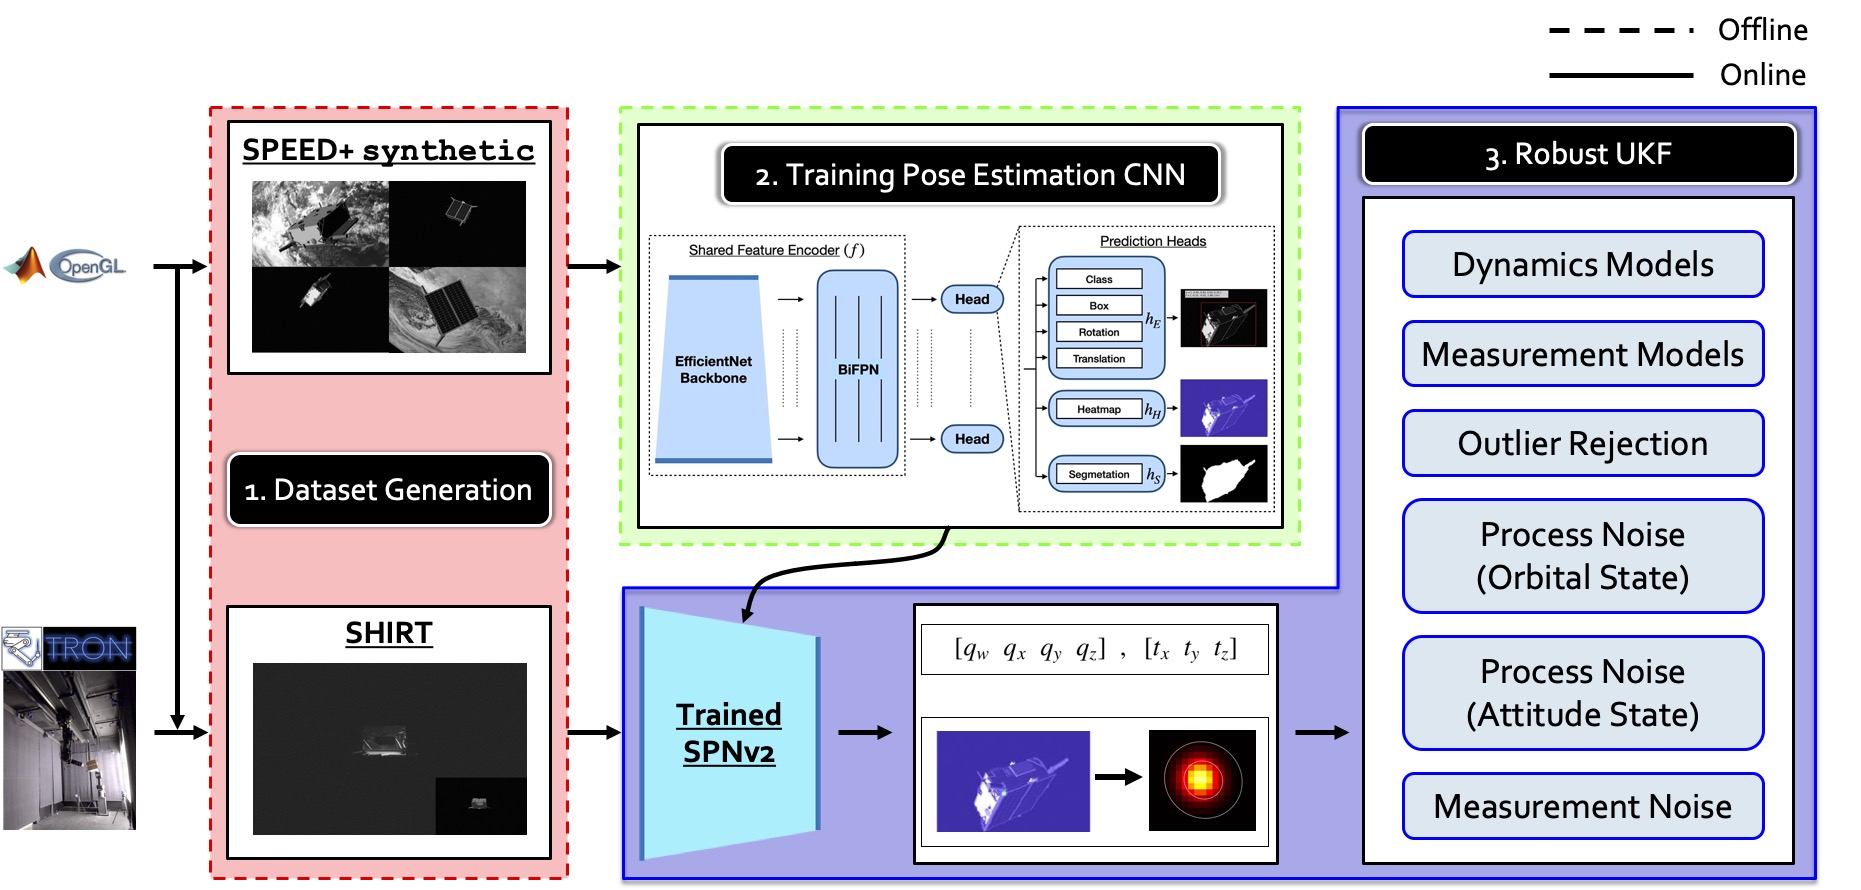 Offline
Online
SPEED+ synthetic
OpenGL
1. Dataset Generation
TRON
SHIRT
2. Training Pose Estimation CNN
Shared Feature Encoder (f)
EfficientNet
Backbone
BiFPN
Head
Head
Prediction Heads
Class
Box
Rotation
Translation
h_E
Heatmap h_H
Segmetation h_S
Trained
SPNv2
[q_w q_x q_y q_z] , [t_x t_y t_z]
3. Robust UKF
Dynamics Models
Measurement Models
Outlier Rejection
Process Noise
(Orbital State)
Process Noise
(Attitude State)
Measurement Noise